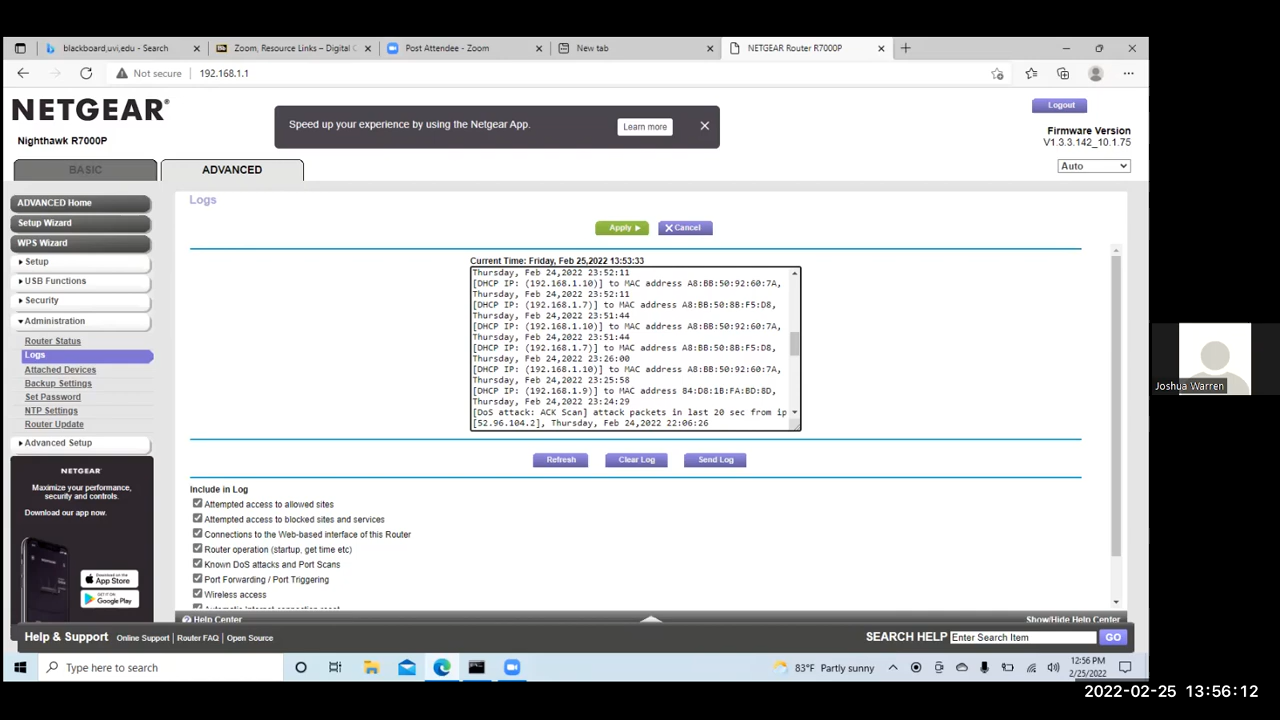 blackboard,uvi,edu - Search
Zoom, Resource Links – Digital C
Post Attendee - Zoom
New tab
NETGEAR Router R7000P
Not secure
192.168.1.1
NETGEAR®
Nighthawk R7000P
Speed up your experience by using the Netgear App.
Learn more
Logout
Firmware Version
V1.3.3.142_10.1.75
Auto
BASIC
ADVANCED
ADVANCED Home
Setup Wizard
WPS Wizard
Setup
USB Functions
Security
Administration
Router Status
Logs
Attached Devices
Backup Settings
Set Password
NTP Settings
Router Update
Advanced Setup
NETGEAR
Maximize your performance,
security and controls.
Download our app now.
Download on the
App Store
GET IT ON
Google Play
Logs
Apply
Cancel
Current Time: Friday, Feb 25,2022 13:53:33
Thursday, Feb 24,2022 23:52:11
[DHCP IP: (192.168.1.10)] to MAC address A8:BB:50:92:60:7A,
Thursday, Feb 24,2022 23:52:11
[DHCP IP: (192.168.1.7)] to MAC address A8:BB:50:8B:F5:D8,
Thursday, Feb 24,2022 23:51:44
[DHCP IP: (192.168.1.10)] to MAC address A8:BB:50:92:60:7A,
Thursday, Feb 24,2022 23:51:44
[DHCP IP: (192.168.1.7)] to MAC address A8:BB:50:8B:F5:D8,
Thursday, Feb 24,2022 23:26:00
[DHCP IP: (192.168.1.10)] to MAC address A8:BB:50:92:60:7A,
Thursday, Feb 24,2022 23:25:58
[DHCP IP: (192.168.1.9)] to MAC address 84:D8:1B:FA:BD:8D,
Thursday, Feb 24,2022 23:24:29
[DoS attack: ACK Scan] attack packets in last 20 sec from ip
[52.96.104.2], Thursday, Feb 24,2022 22:06:26
Refresh
Clear Log
Send Log
Include in Log
Attempted access to allowed sites
Attempted access to blocked sites and services
Connections to the Web-based interface of this Router
Router operation (startup, get time etc)
Known DoS attacks and Port Scans
Port Forwarding / Port Triggering
Wireless access
Automatic Internet connection reset
Help Center
Show/Hide Help Center
Help & Support
Online Support | Router FAQ | Open Source
SEARCH HELP
Enter Search Item
GO
Type here to search
83°F Partly sunny
12:56 PM
2/25/2022
Joshua Warren
2022-02-25 13:56:12